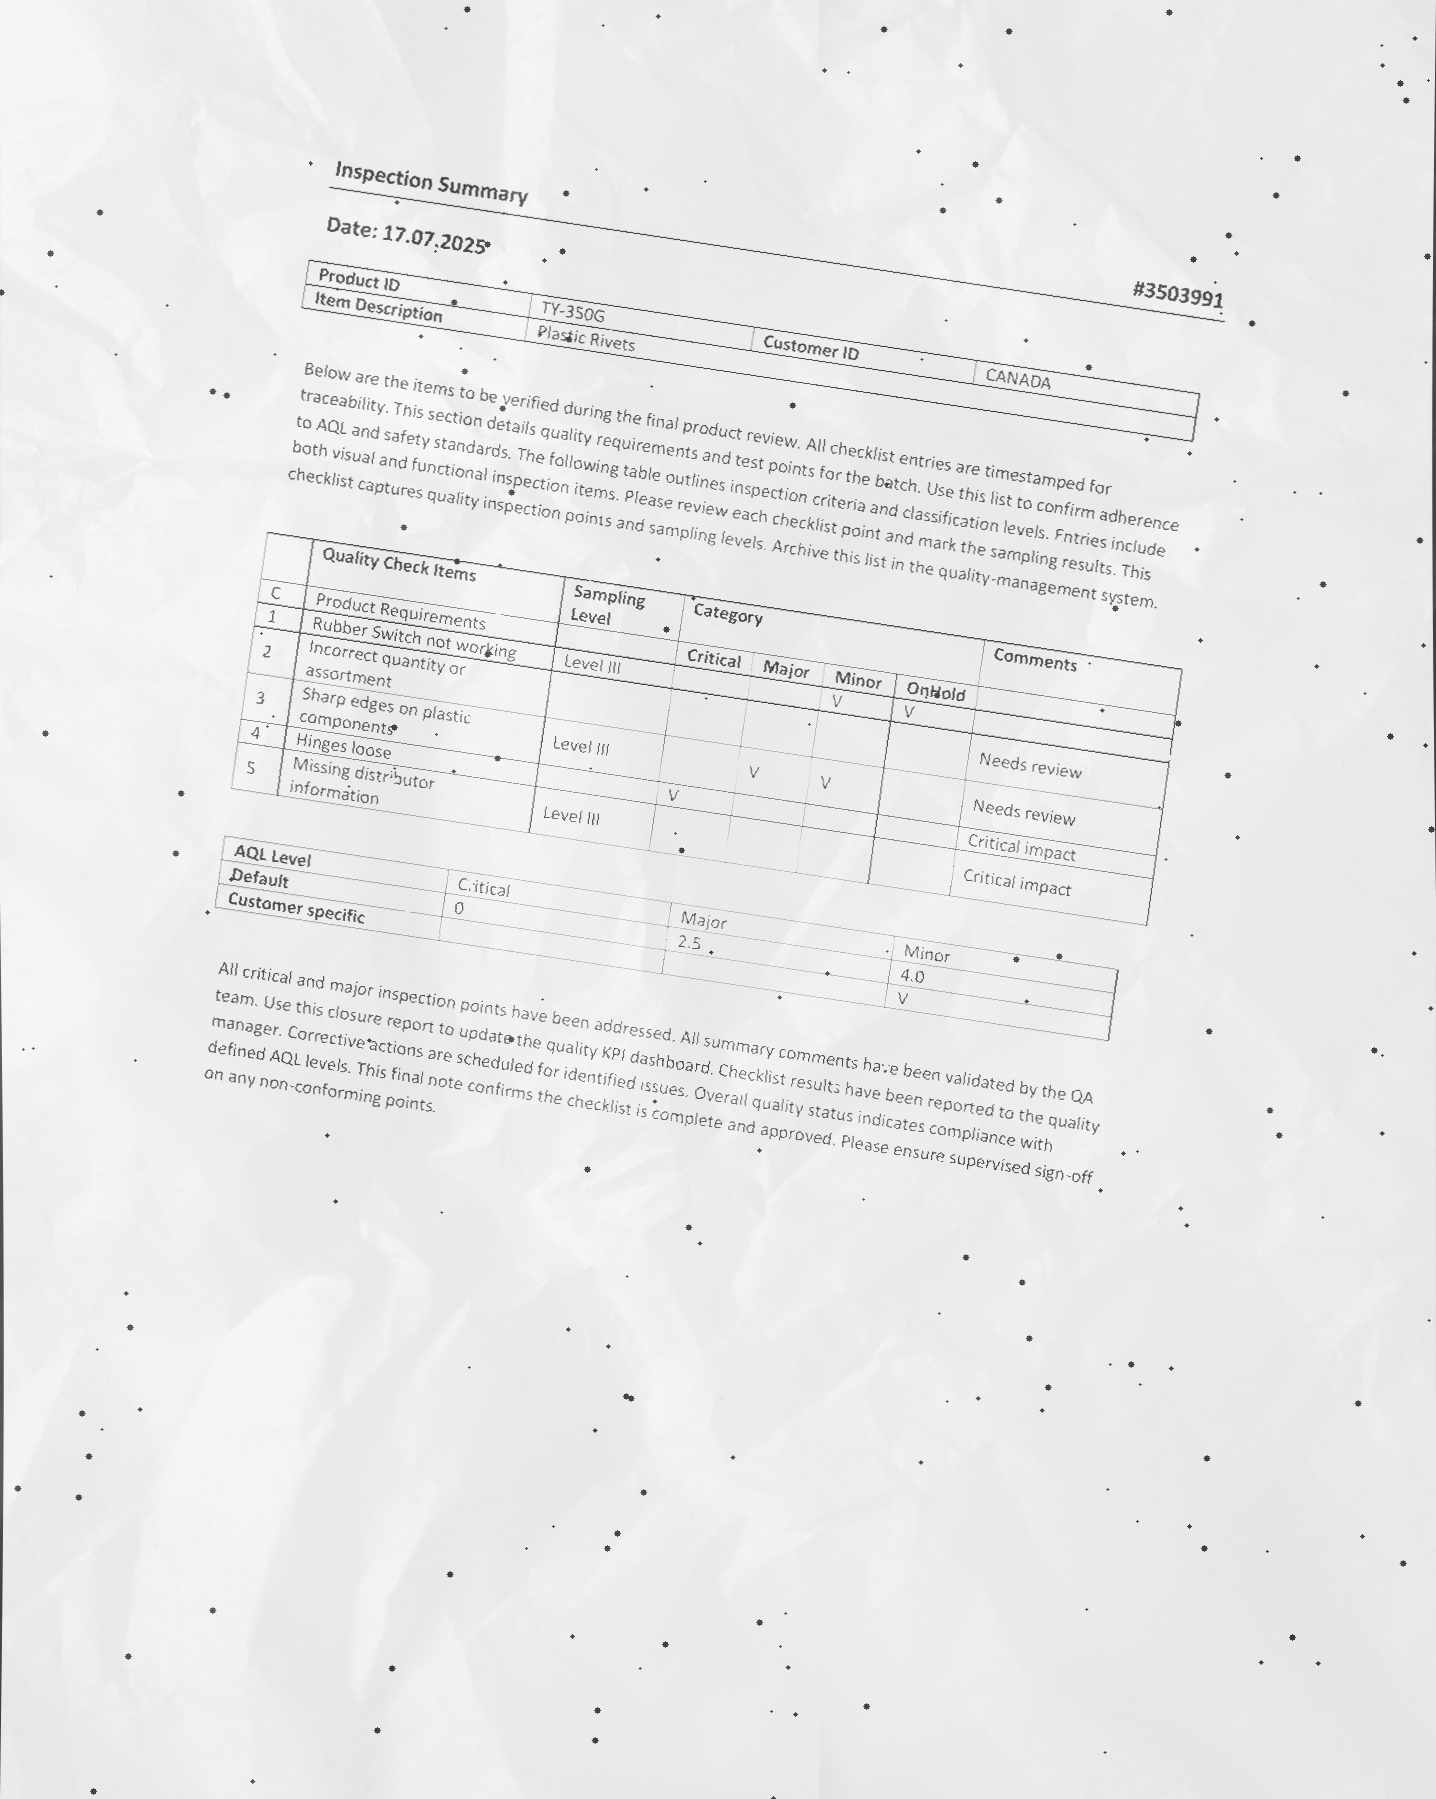 Inspection Summary
#3503991
Date: 17.07.2025
Product ID TY-350G Customer ID CANADA
Item Description Plastic Rivets
Below are the items to be verified during the final product review. All checklist entries are timestamped for
traceability. This section details quality requirements and test points for the batch. Use this list to confirm adherence
to AQL and safety standards. The following table outlines inspection criteria and classification levels. Entries include
both visual and functional inspection items. Please review each checklist point and mark the sampling results. This
checklist captures quality inspection points and sampling levels. Archive this list in the quality-management system.
Quality Check Items Sampling Category Comments
Level
C Product Requirements Critical Major Minor OnHold
1 Rubber Switch not working Level III V V
2 Incorrect quantity or Needs review
assortment
3 Sharp edges on plastic Level III V V Needs review
components
4 Hinges loose V Critical impact
5 Missing distributor Level III Critical impact
information
AQL Level Critical Major Minor
Default 0 2.5 4.0
Customer specific V
All critical and major inspection points have been addressed. All summary comments have been validated by the QA
team. Use this closure report to update the quality KPI dashboard. Checklist results have been reported to the quality
manager. Corrective actions are scheduled for identified issues. Overall quality status indicates compliance with
defined AQL levels. This final note confirms the checklist is complete and approved. Please ensure supervised sign-off
on any non-conforming points.